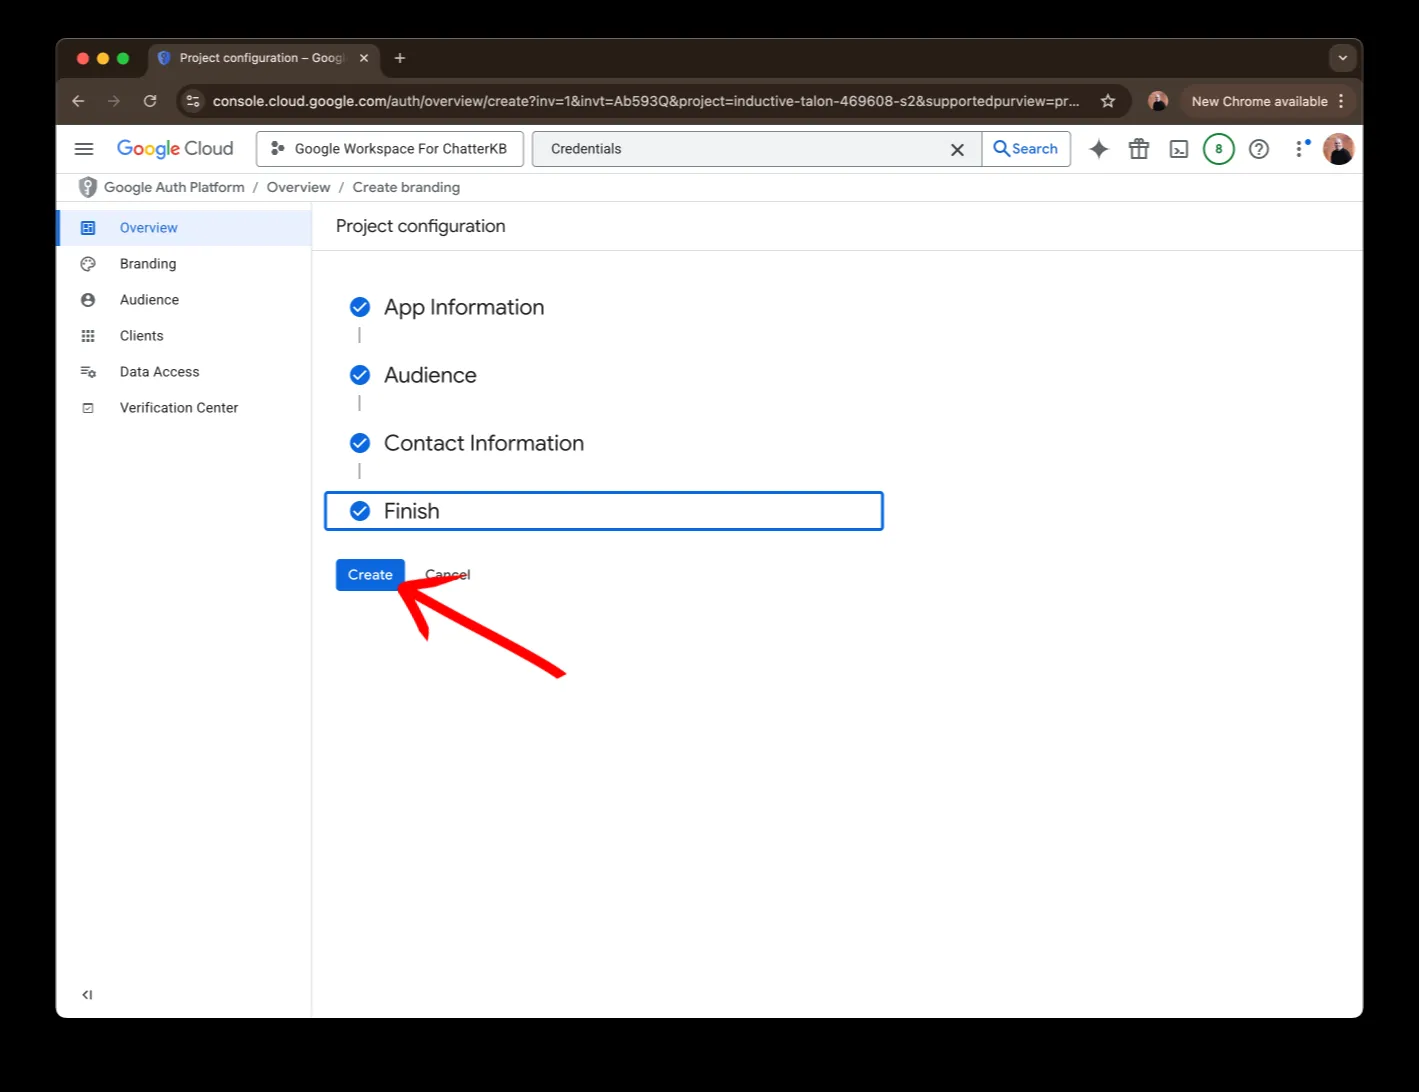 Project configuration – Goog
console.cloud.google.com/auth/overview/create?inv=1&invt=Ab593Q&project=inductive-talon-469608-s2&supportedpurview=pr...
New Chrome available
Google Cloud
Google Workspace For ChatterKB
Credentials
Search
8
Google Auth Platform / Overview / Create branding
Overview
Project configuration
Branding
Audience
Clients
Data Access
Verification Center
App Information
Audience
Contact Information
Finish
Create
Cancel